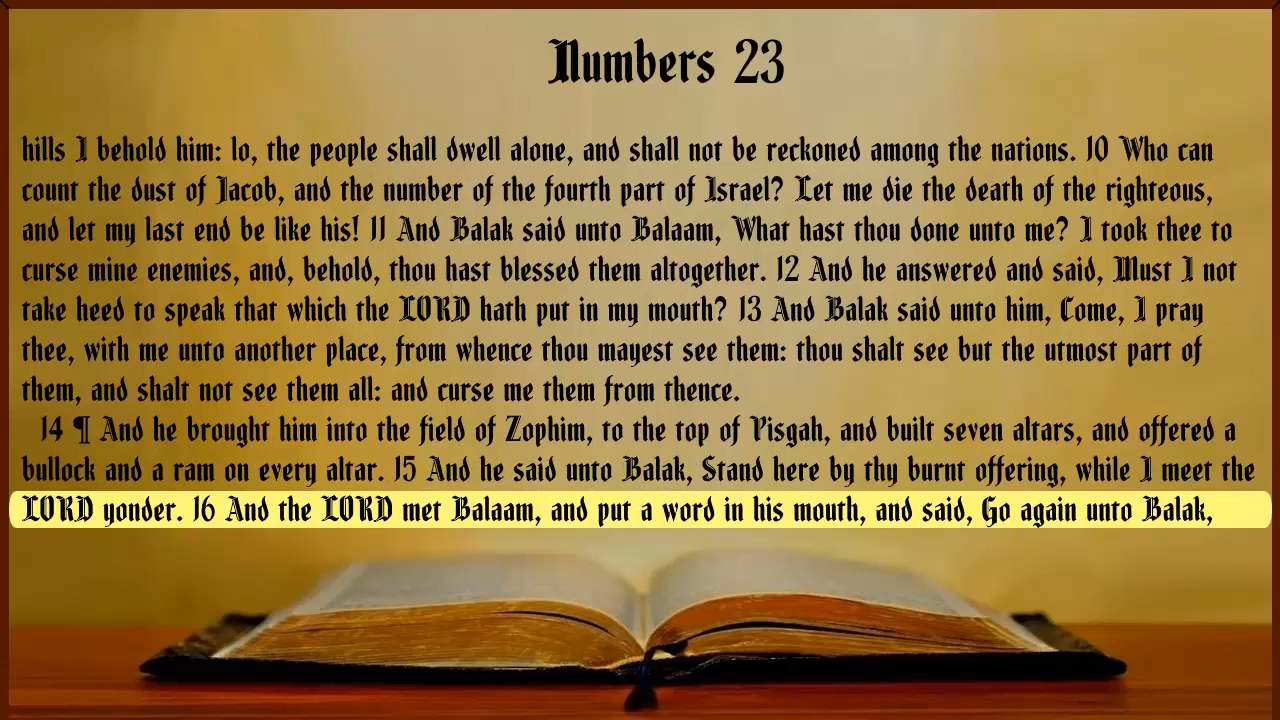 Numbers 23
hills I behold him: lo, the people shall dwell alone, and shall not be reckoned among the nations. 10 Who can
count the dust of Jacob, and the number of the fourth part of Israel? Let me die the death of the righteous,
and let my last end be like his! 11 And Balak said unto Balaam, What hast thou done unto me? I took thee to
curse mine enemies, and, behold, thou hast blessed them altogether. 12 And he answered and said, Must I not
take heed to speak that which the LORD hath put in my mouth? 13 And Balak said unto him, Come, I pray
thee, with me unto another place, from whence thou mayest see them: thou shalt see but the utmost part of
them, and shalt not see them all: and curse me them from thence.
14 ¶ And he brought him into the field of Zophim, to the top of Pisgah, and built seven altars, and offered a
bullock and a ram on every altar. 15 And he said unto Balak, Stand here by thy burnt offering, while I meet the
LORD yonder. 16 And the LORD met Balaam, and put a word in his mouth, and said, Go again unto Balak,